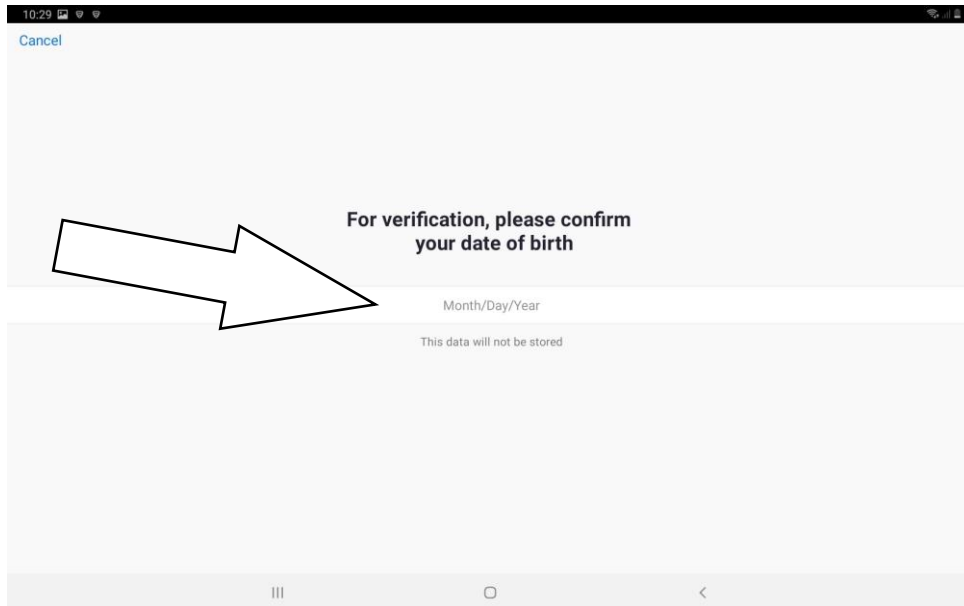 10:29
Cancel
For verification, please confirm
your date of birth
Month/Day/Year
This data will not be stored